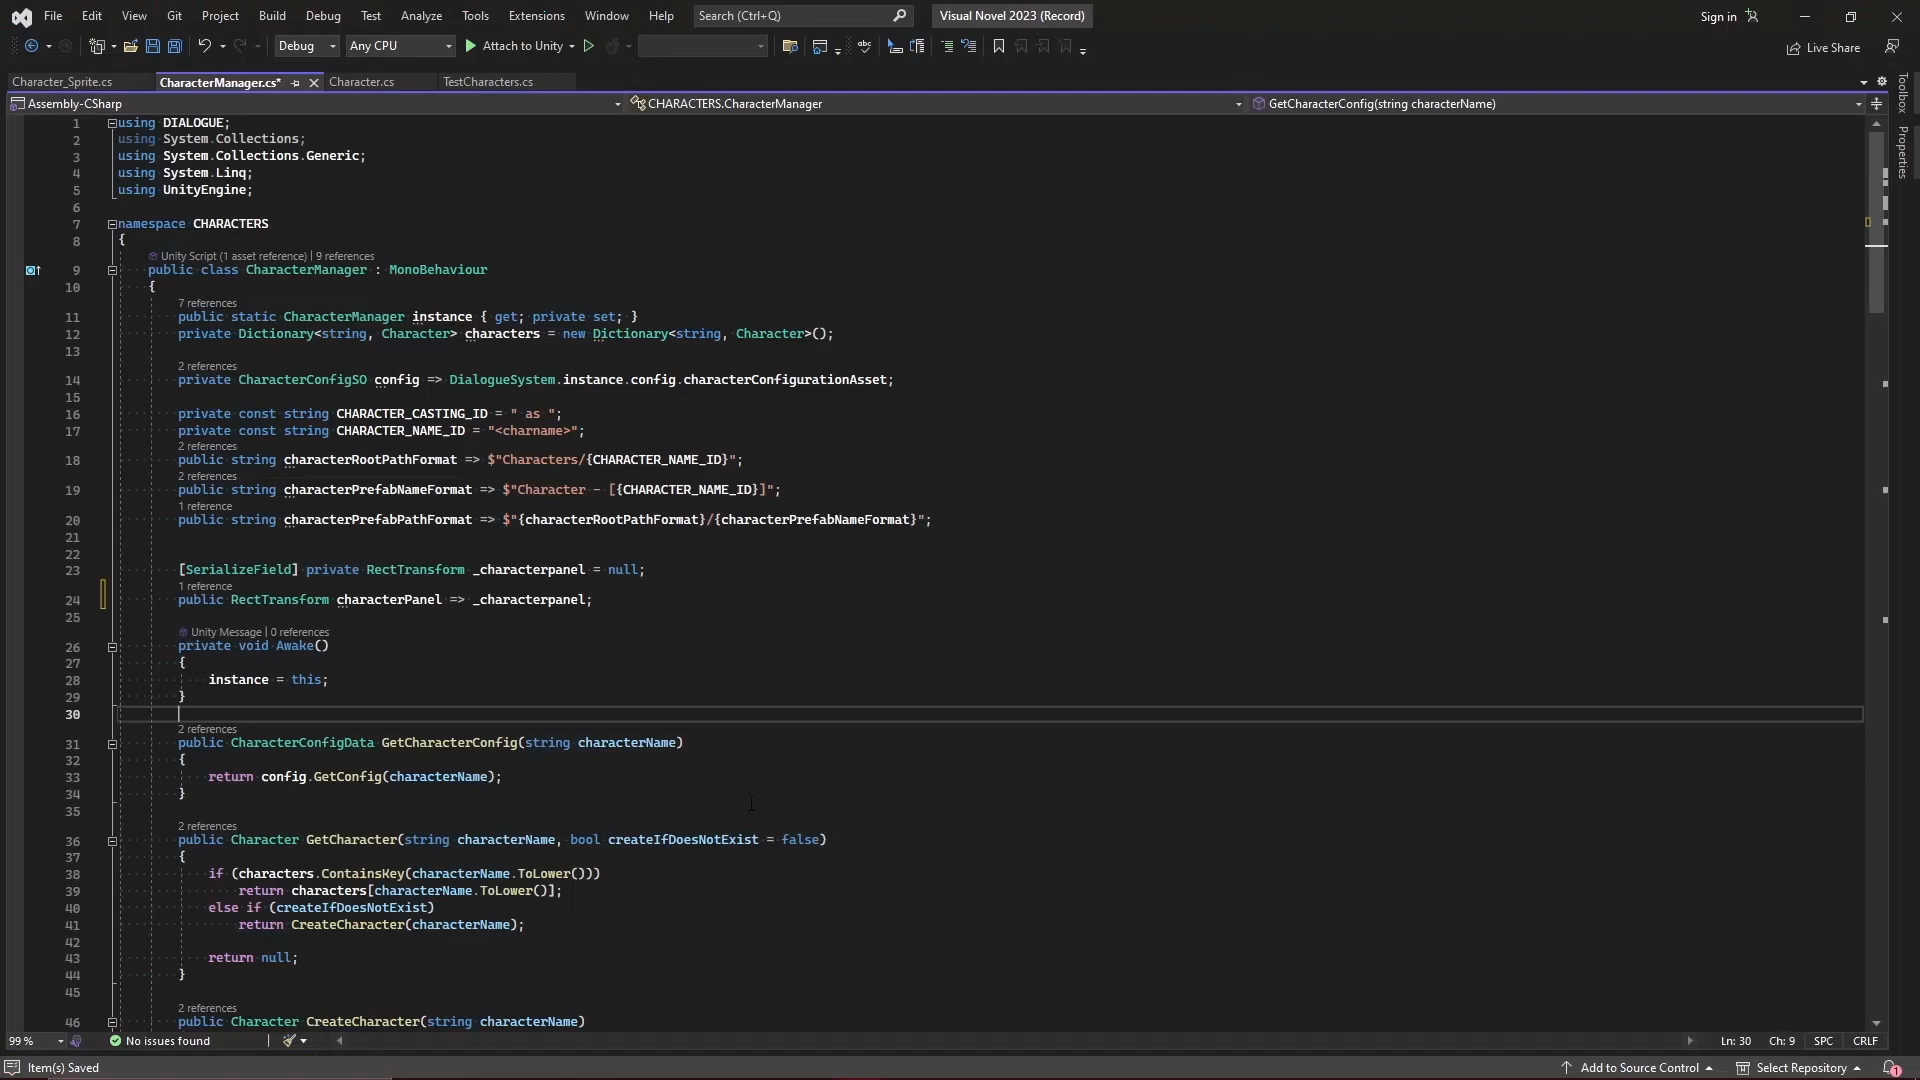 File Edit View Git Project Build Debug Test Analyze Tools Extensions Window Help Search (Ctrl+Q) Visual Novel 2023 (Record) Sign in
Debug Any CPU Attach to Unity Live Share
Character_Sprite.cs CharacterManager.cs* Character.cs TestCharacters.cs
Assembly-CSharp CHARACTERS.CharacterManager GetCharacterConfig(string characterName)
Toolbox
Properties
1 using DIALOGUE;
2 using System.Collections;
3 using System.Collections.Generic;
4 using System.Linq;
5 using UnityEngine;
6
7 namespace CHARACTERS
8 {
Unity Script (1 asset reference) | 9 references
9 public class CharacterManager : MonoBehaviour
10 {
7 references
11 public static CharacterManager instance { get; private set; }
12 private Dictionary<string, Character> characters = new Dictionary<string, Character>();
13
2 references
14 private CharacterConfigSO config => DialogueSystem.instance.config.characterConfigurationAsset;
15
16 private const string CHARACTER_CASTING_ID = " as ";
17 private const string CHARACTER_NAME_ID = "<charname>";
2 references
18 public string characterRootPathFormat => $"Characters/{CHARACTER_NAME_ID}";
2 references
19 public string characterPrefabNameFormat => $"Character - [{CHARACTER_NAME_ID}]";
1 reference
20 public string characterPrefabPathFormat => $"{characterRootPathFormat}/{characterPrefabNameFormat}";
21
22
23 [SerializeField] private RectTransform _characterpanel = null;
1 reference
24 public RectTransform characterPanel => _characterpanel;
25
Unity Message | 0 references
26 private void Awake()
27 {
28 instance = this;
29 }
30
2 references
31 public CharacterConfigData GetCharacterConfig(string characterName)
32 {
33 return config.GetConfig(characterName);
34 }
35
2 references
36 public Character GetCharacter(string characterName, bool createIfDoesNotExist = false)
37 {
38 if (characters.ContainsKey(characterName.ToLower()))
39 return characters[characterName.ToLower()];
40 else if (createIfDoesNotExist)
41 return CreateCharacter(characterName);
42
43 return null;
44 }
45
2 references
46 public Character CreateCharacter(string characterName)
99 % No issues found Ln: 30 Ch: 9 SPC CRLF
Item(s) Saved Add to Source Control Select Repository 1